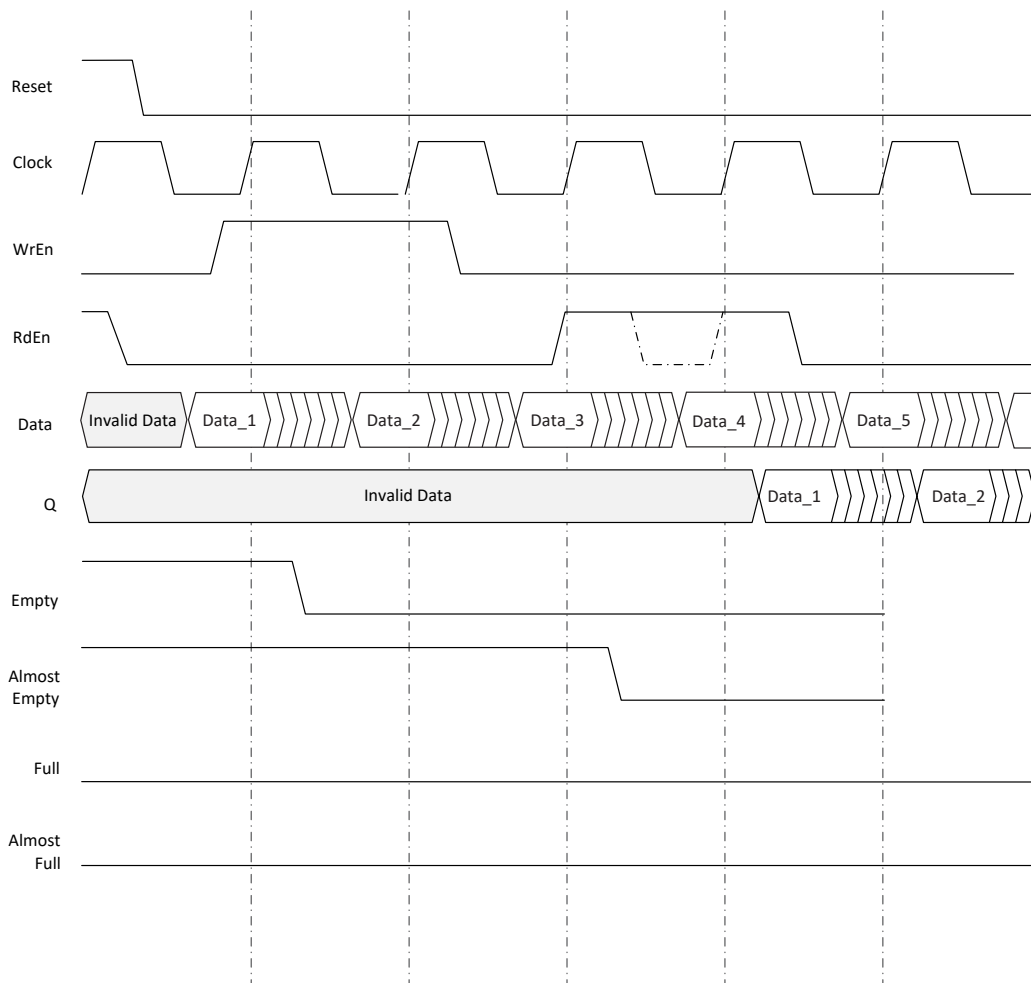 Reset
Clock
WrEn
RdEn
Data
Invalid Data
Data_1
Data_2
Data_3
Data_4
Data_5
Q
Invalid Data
Data_1
Data_2
Empty
Almost
Empty
Full
Almost
Full